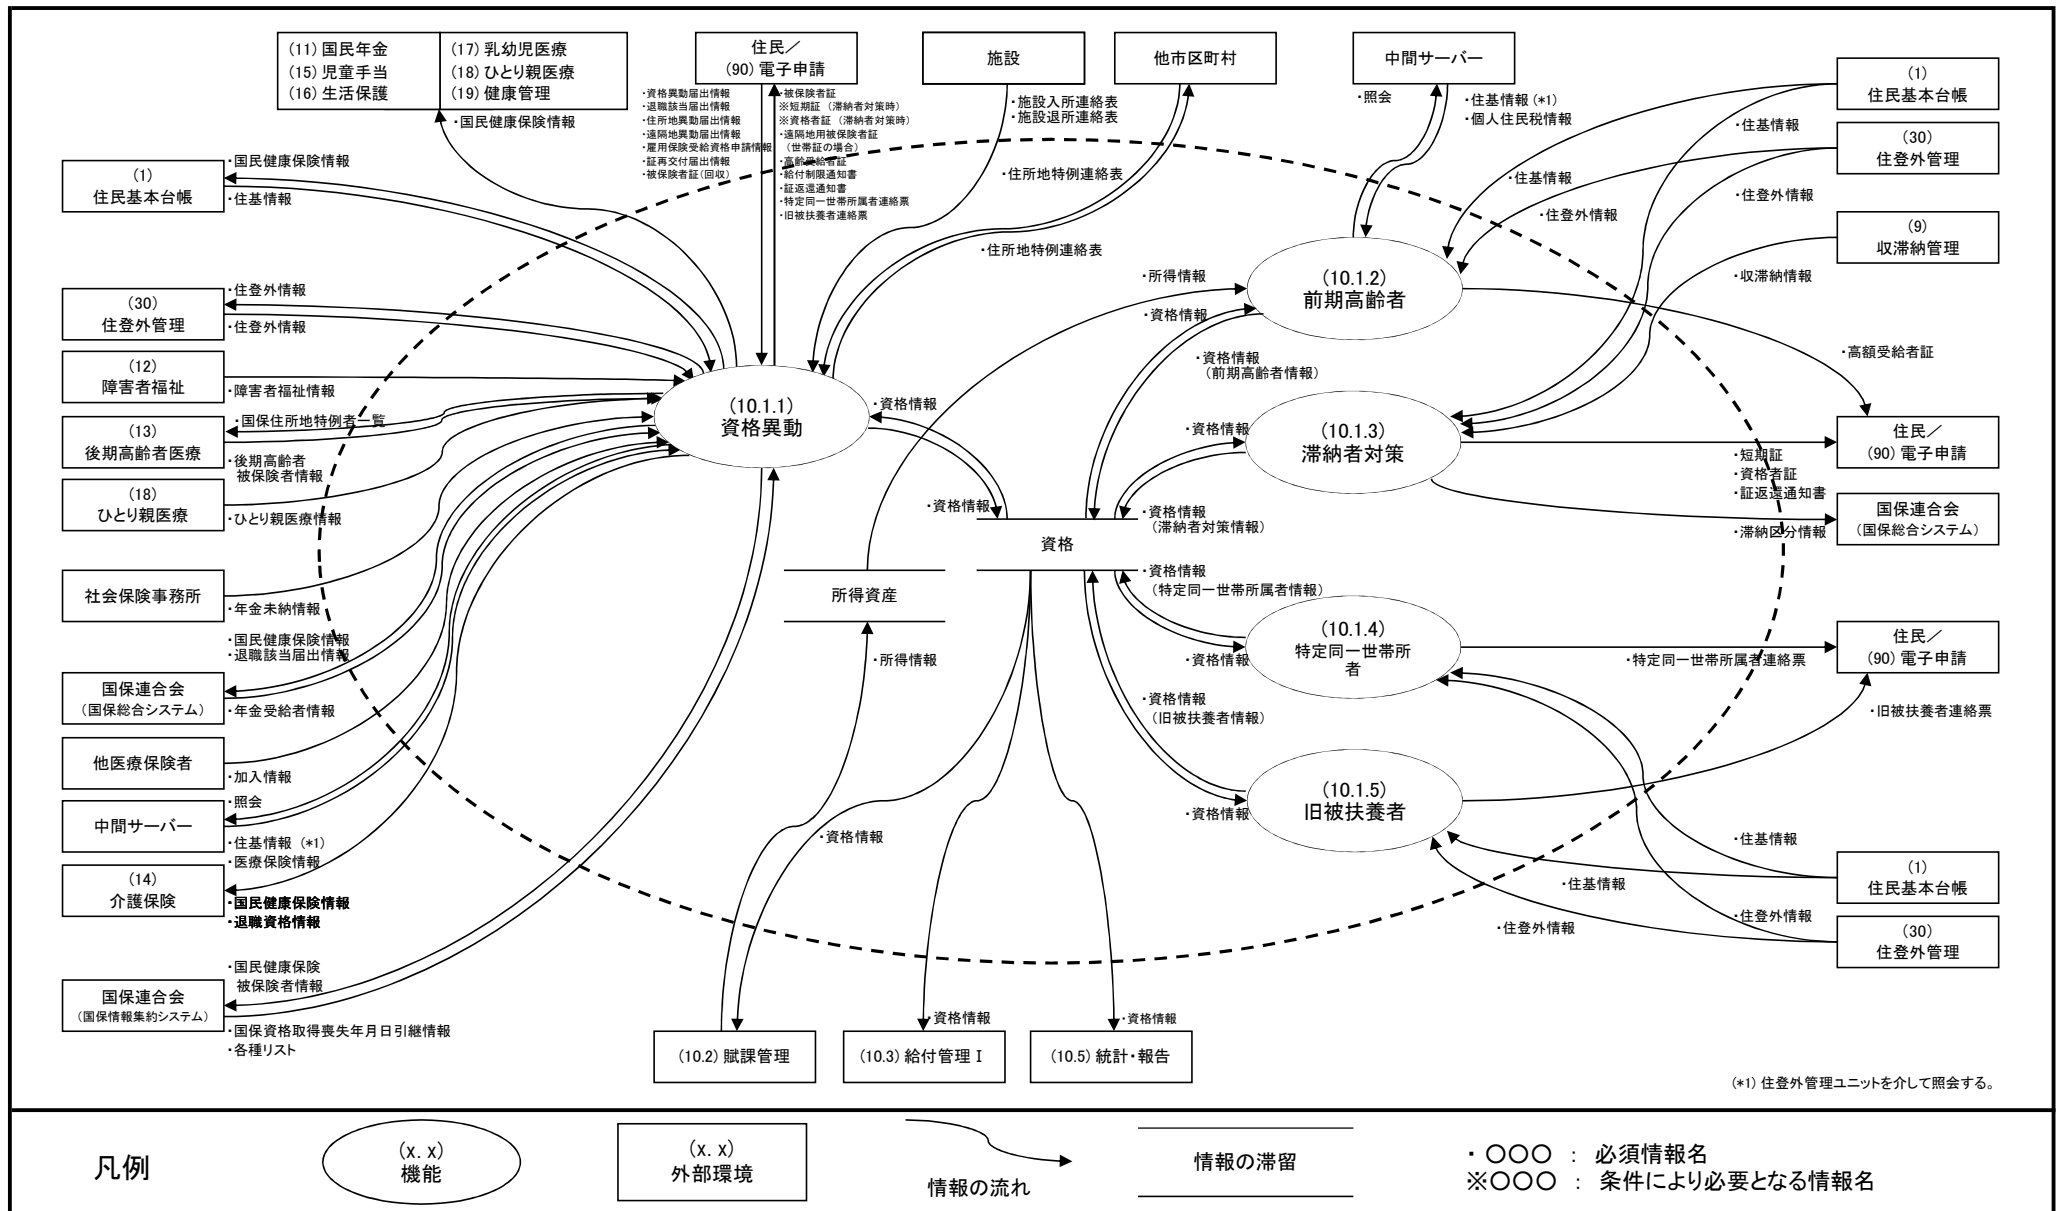 (11) 国民年金
(15) 児童手当
(16) 生活保護
(17) 乳幼児医療
(18) ひとり親医療
(19) 健康管理
・国民健康保険情報
住民／
(90) 電子申請
・資格異動届出情報
・退職該当届出情報
・住所地異動届出情報
・遠隔地異動届出情報
・雇用保険受給資格申請情報
・証再交付届出情報
・被保険者証(回収)
・被保険者証
※短期証（滞納者対策時）
※資格者証（滞納者対策時）
・遠隔地用被保険者証
（世帯証の場合）
・高齢受給者証
・給付制限通知書
・証返還通知書
・特定同一世帯所属者連絡票
・旧被扶養者連絡票
施設
・施設入所連絡表
・施設退所連絡表
他市区町村
・住所地特例連絡表
・住所地特例連絡表
中間サーバー
・照会
・住基情報(*1)
・個人住民税情報
(1)
住民基本台帳
・住基情報
・住基情報
(30)
住登外管理
・住登外情報
・住登外情報
(9)
収滞納管理
・収滞納情報
(1)
住民基本台帳
・国民健康保険情報
・住基情報
(30)
住登外管理
・住登外情報
・住登外情報
(12)
障害者福祉
・障害者福祉情報
(13)
後期高齢者医療
・国保住所地特例者一覧
・後期高齢者
被保険者情報
(18)
ひとり親医療
・ひとり親医療情報
社会保険事務所
・年金未納情報
・国民健康保険情報
・退職該当届出情報
国保連合会
（国保総合システム）
・年金受給者情報
他医療保険者
・加入情報
・照会
中間サーバー
・住基情報（*1）
・医療保険情報
(14)
介護保険
・国民健康保険情報
・退職資格情報
・国民健康保険
被保険者情報
国保連合会
（国保情報集約システム）
・国保資格取得喪失年月日引継情報
・各種リスト
(10.1.1)
資格異動
・資格情報
・資格情報
資格
所得資産
・所得情報
・所得情報
・資格情報
(10.1.2)
前期高齢者
・資格情報
・資格情報
（前期高齢者情報）
・高額受給者証
(10.1.3)
滞納者対策
・資格情報
・資格情報
（滞納者対策情報）
住民／
(90) 電子申請
・短期証
・資格者証
・証返還通知書
国保連合会
（国保総合システム）
・滞納区分情報
(10.1.4)
特定同一世帯所
者
・資格情報
（特定同一世帯所属者情報）
・資格情報
住民／
(90) 電子申請
・特定同一世帯所属者連絡票
・旧被扶養者連絡票
(10.1.5)
旧被扶養者
・資格情報
（旧被扶養者情報）
・資格情報
(1)
住民基本台帳
・住基情報
・住基情報
(30)
住登外管理
・住登外情報
・住登外情報
(10.2) 賦課管理
・資格情報
(10.3) 給付管理Ⅰ
・資格情報
(10.5) 統計・報告
(*1) 住登外管理ユニットを介して照会する。
凡例
(x. x)
機能
(x. x)
外部環境
情報の流れ
情報の滞留
・ 〇〇〇 ： 必須情報名
※〇〇〇 ： 条件により必要となる情報名